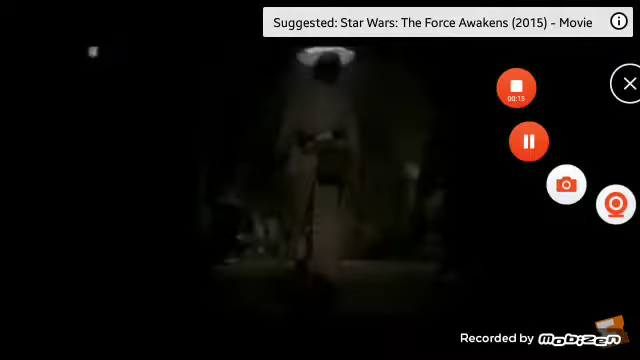 Suggested: Star Wars: The Force Awakens (2015) - Movie
00:15
Recorded by Mobizen